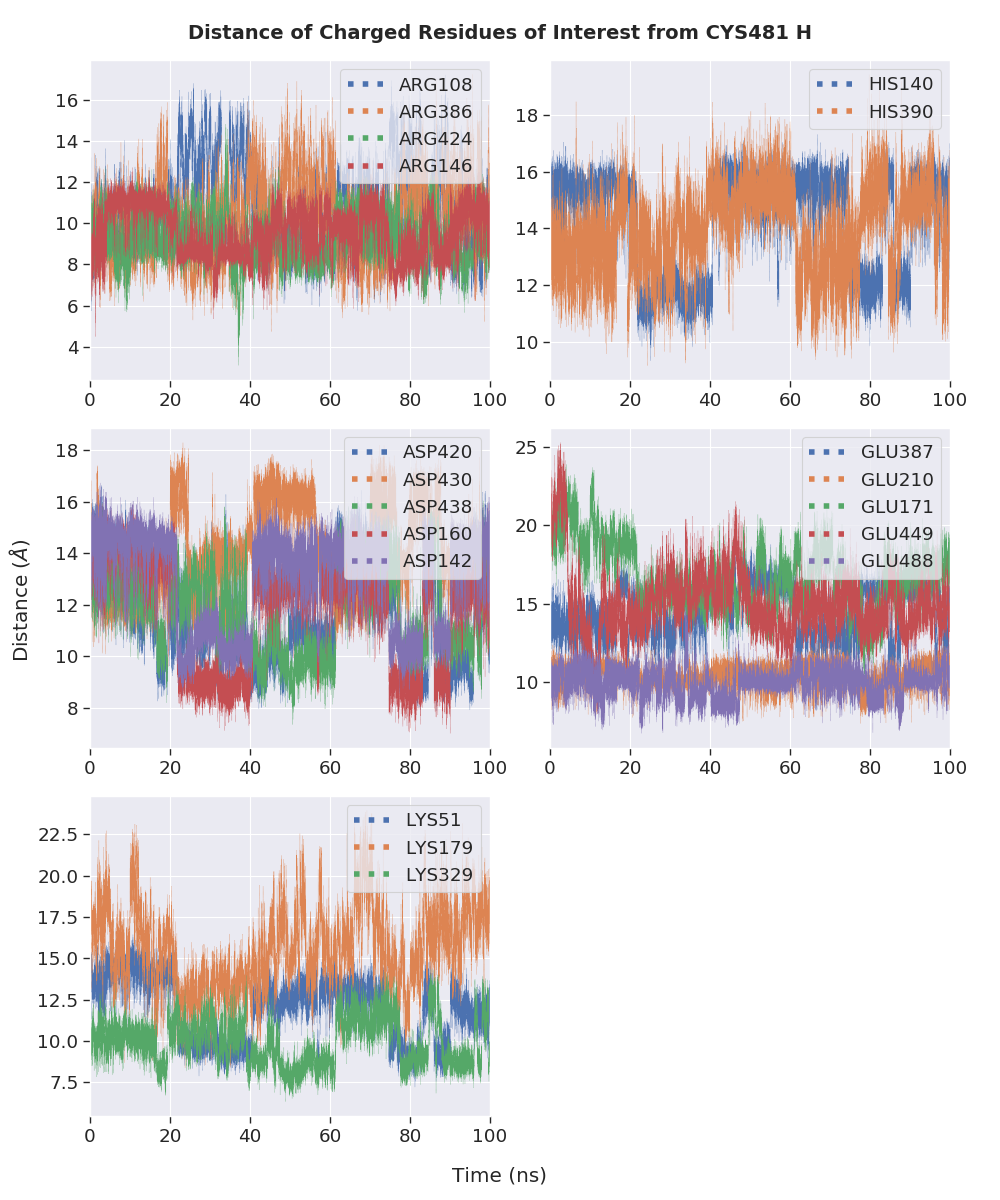 Distance of Charged Residues of Interest from CYS481 H
16
14
12
10
8
6
4
0 20 40 60 80 100
ARG108
ARG386
ARG424
ARG146
18
16
14
12
10
0 20 40 60 80 100
HIS140
HIS390
Distance (Å)
18
16
14
12
10
8
0 20 40 60 80 100
ASP420
ASP430
ASP438
ASP160
ASP142
25
20
15
10
0 20 40 60 80 100
GLU387
GLU210
GLU171
GLU449
GLU488
22.5
20.0
17.5
15.0
12.5
10.0
7.5
0 20 40 60 80 100
LYS51
LYS179
LYS329
Time (ns)